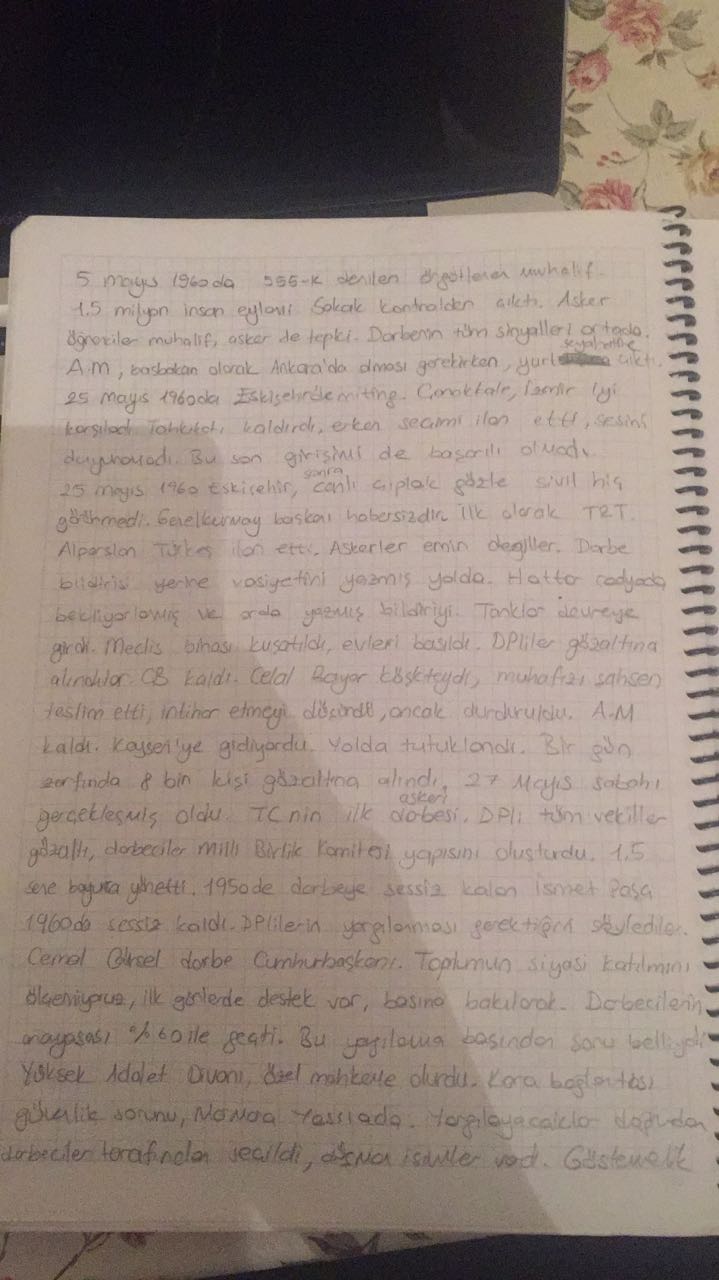 5 Mayıs 1960da 555-K denilen örgütlenen muhalif.
1.5 milyon insan eylemi Sokak kontrolden çıktı. Asker
öğrenciler muhalif, asker de tepki. Darbenin tüm sinyalleri ortada.
A.M, başbakan olarak Ankara'da olması gerekirken, yurt seyahatine çıktı.
25 Mayıs 1960da Eskişehirde miting. Çanakkale, İzmir iyi
karşıladı. Tahkikatı kaldırdı, erken seçimi ilan etti, sesini
duyuramadı. Bu son girişimi de başarılı olmadı.
25 mayıs 1960 Eskişehir, sonra canlı çıplak gözle sivil hiç
görünmedi. Genelkurmay başkanı habersizdir. İlk olarak TRT.
Alparslan Türkeş ilan etti. Askerler emin değiller. Darbe
bildirisi yerine vasiyetini yazmış yolda. Hatta radyoda
bekliyorlarmış ve orda yazmış bildiriyi. Tanklar devreye
girdi. Meclis binası kuşatıldı, evleri basıldı. DPliler gözaltına
alındılar. CB kaldı. Celal Bayar köşkteydi, muhafızı şahsen
teslim etti, intihar etmeyi düşündü, ancak durduruldu. A.M
kaldı. Kayseri'ye gidiyordu. Yolda tutuklandı. Bir gün
zarfında 8 bin kişi gözaltına alındı. 27 Mayıs sabahı
gerçekleşmiş oldu. TC nin ilk askeri darbesi. DPli tüm vekiller
gözaltı, darbeciler Milli Birlik Komitesi yapısını oluşturdu. 1,5
sene boyunca yönetti. 1950de darbeye sessiz kalan İsmet Paşa
1960da sessiz kaldı. DPlilerin yargılanması gerektiğini söylediler.
Cemal Gürsel darbe Cumhurbaşkanı. Toplumun siyasi katılımını
ölçemiyoruz, ilk günlerde destek var, basına bakılarak. Darbecilerin
anayasası %60 ile geçti. Bu yargılama başından sonu belliydi
Yüksek Adalet Divanı, özel mahkeme olurdu. Kara bağlantısı
güvenlik sorunu, Yassıada. Yargılayacaklar doğrudan
darbeciler tarafından seçildi, isimler vardı. Göstermelik